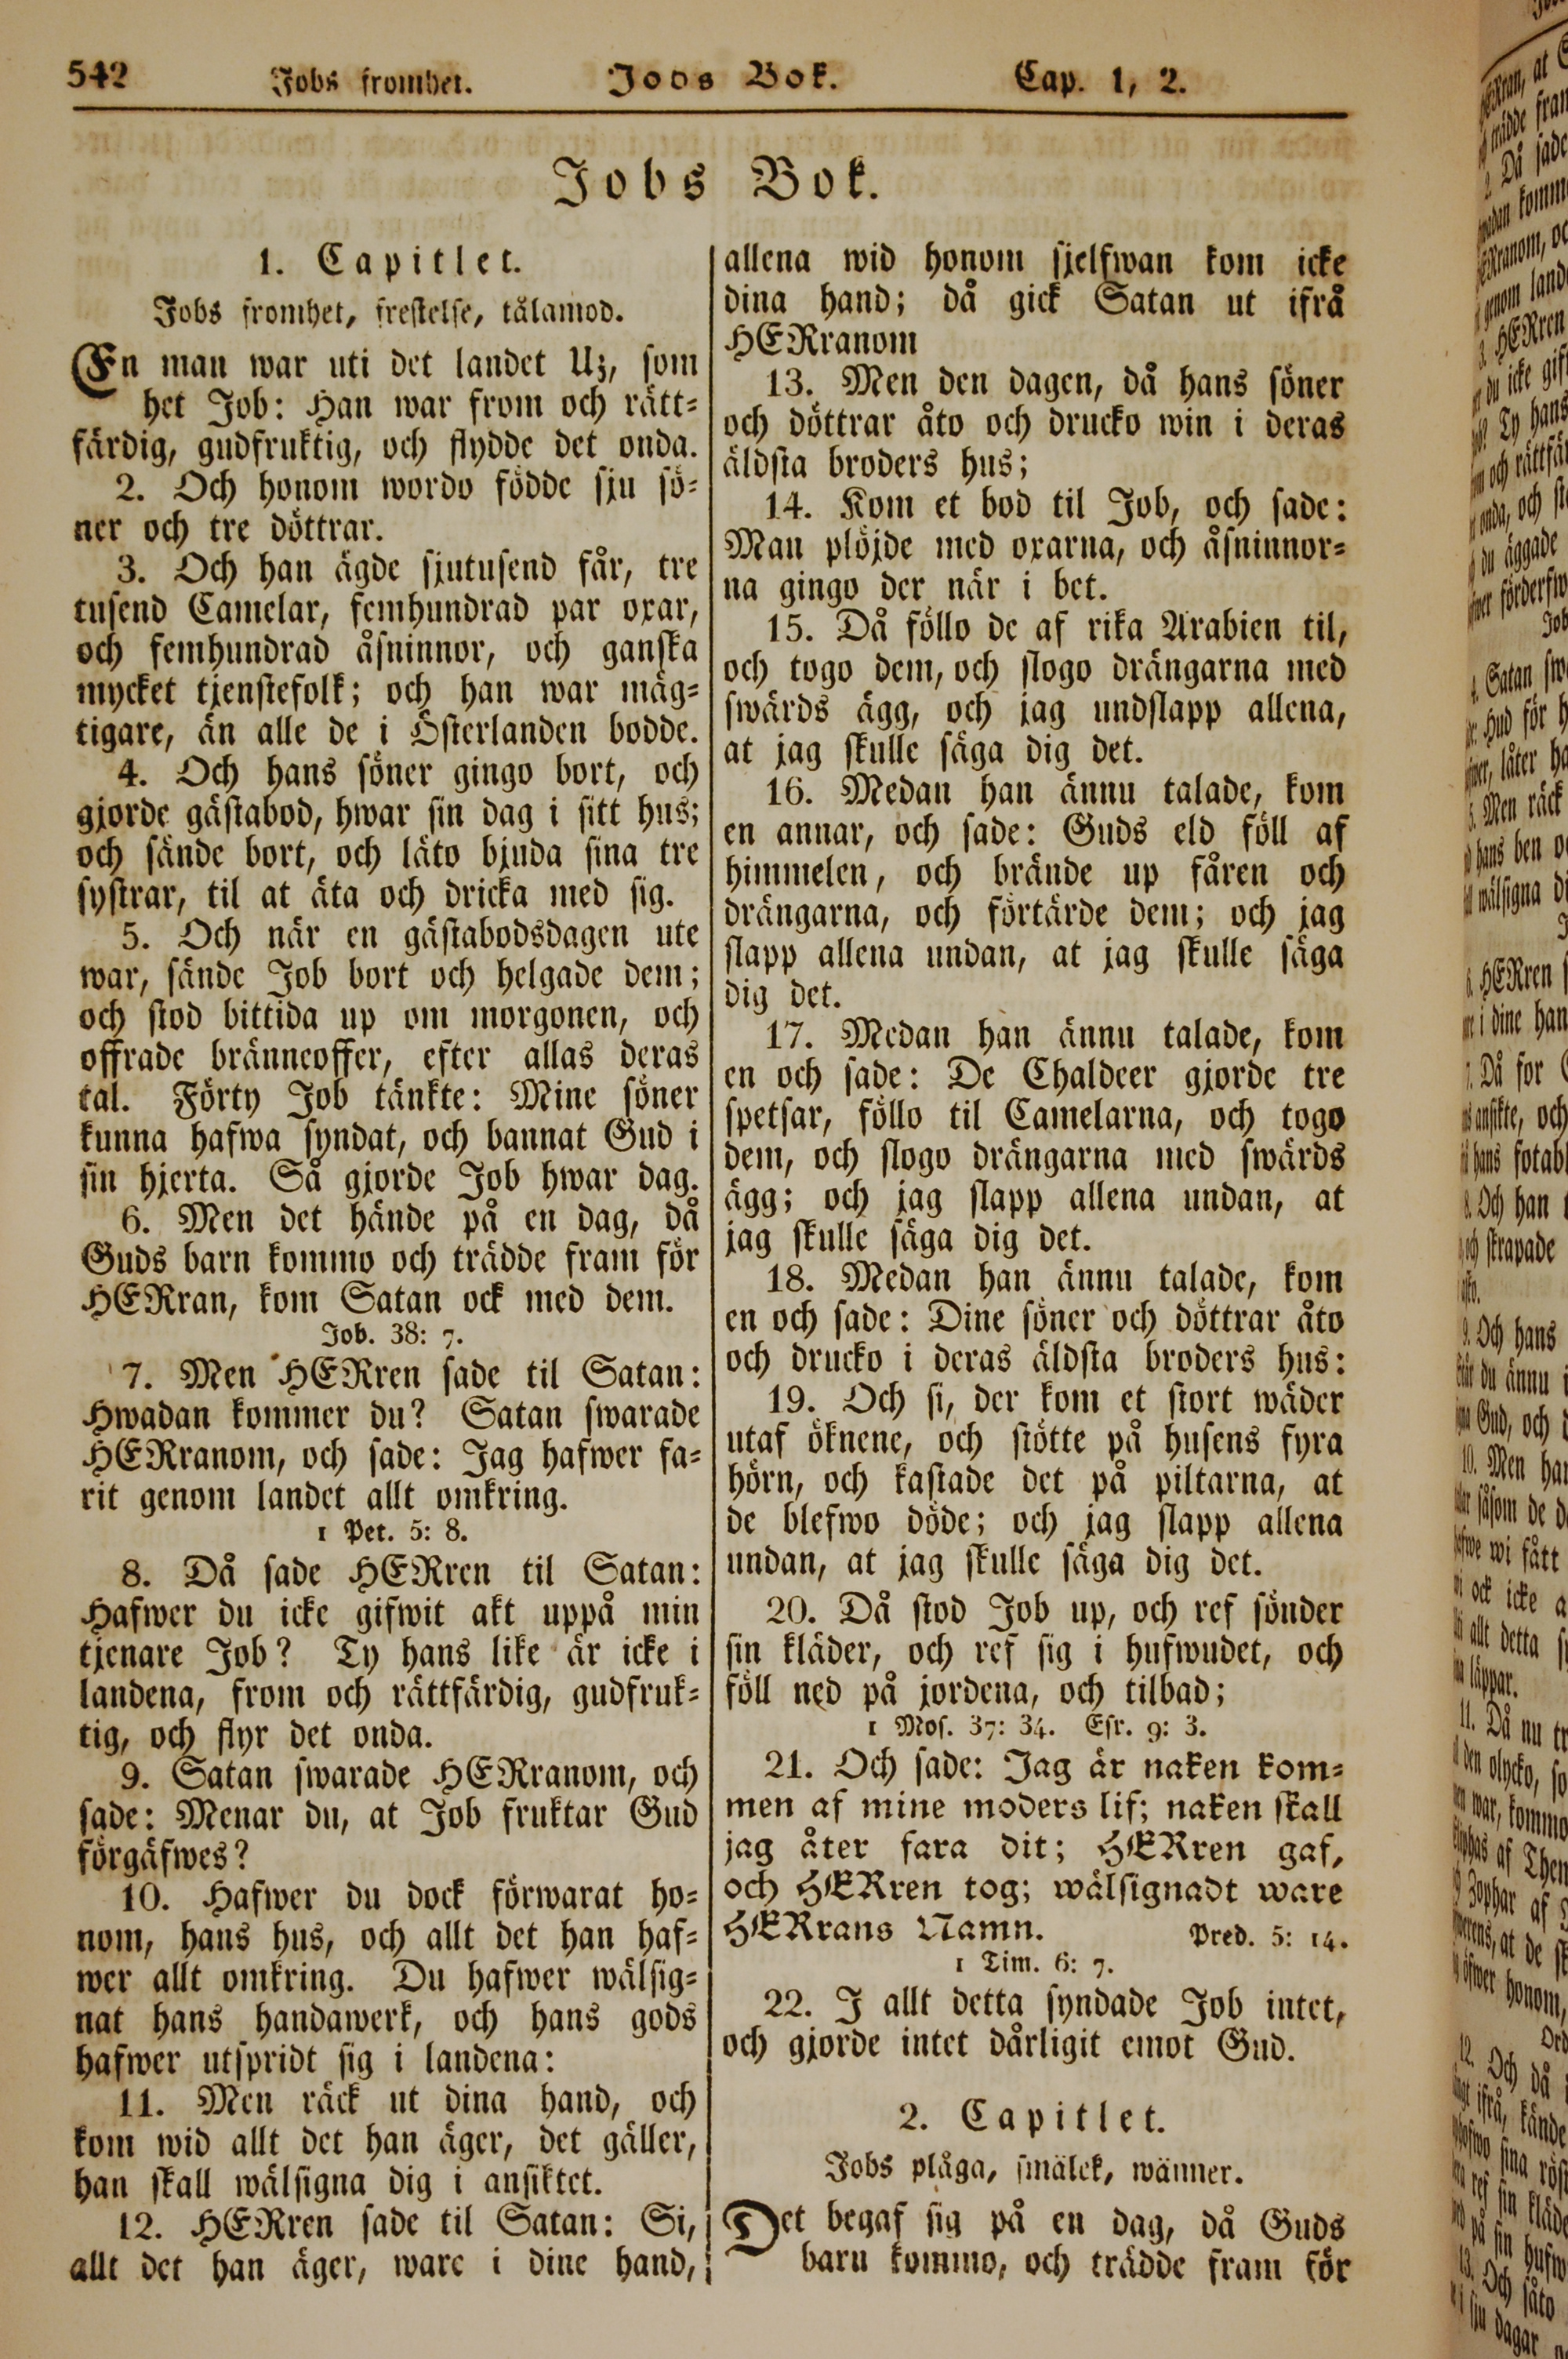 542 Jobs fromhet. Jobs Bok. Cap. 1, 2.
Jobs Bok.
1. Capitlet.
Jobs fromhet, frestelse, tålamod.
En man war uti det landet Uz, som
het Job: Han war from och rätt-
färdig, gudfruktig, och flydde det onda.
2. Och honom wordo födde sju sö-
ner och tre döttrar.
3. Och han ägde sjutusend får, tre
tusend Camelar, femhundrad par oxar,
och femhundrad åsninnor, och ganska
mycket tjenstefolk; och han war mäg-
tigare, än alle de i Österlanden bodde.
4. Och hans söner gingo bort, och
gjorde gästabod, hwar sin dag i sitt hus;
och sände bort, och läto bjuda sina tre
systrar, til at äta och dricka med sig.
5. Och när en gästabodsdagen ute
war, sände Job bort och helgade dem;
och stod bittida up om morgonen, och
offrade bränneoffer, efter allas deras
tal. Förty Job tänkte: Mine söner
kunna hafwa syndat, och bannat Gud i
sin hjerta. Så gjorde Job hwar dag.
6. Men det hände på en dag, då
Guds barn kommo och trädde fram för
HERran, kom Satan ock med dem.
Job. 38: 7.
7. Men HERren sade til Satan:
Hwadan kommer du? Satan swarade
HERranom, och sade: Jag hafwer fa-
rit genom landet allt omkring.
1 Pet. 5: 8.
8. Då sade HERren til Satan:
Hafwer du icke gifwit akt uppå min
tjenare Job? Ty hans like är icke i
landena, from och rättfärdig, gudfruk-
tig, och flyr det onda.
9. Satan swarade HERranom, och
sade: Menar du, at Job fruktar Gud
förgäfwes?
10. Hafwer du dock förwarat ho-
nom, hans hus, och allt det han haf-
wer allt omkring. Du hafwer wälsig-
nat hans handawerk, och hans gods
hafwer utspridt sig i landena:
11. Men räck ut dina hand, och
kom wid allt det han äger, det gäller,
han skall wälsigna dig i ansiktet.
12. HERren sade til Satan: Si,
allt det han äger, ware i dine hand,
allena wid honom sjelfwan kom icke
dina hand; då gick Satan ut ifrå
HERranom
13. Men den dagen, då hans söner
och döttrar åto och drucko win i deras
äldsta broders hus;
14. Kom et bod til Job, och sade:
Man plöjde med oxarna, och åsninnor-
na gingo der när i bet.
15. Då föllo de af rika Arabien til,
och togo dem, och slogo drängarna med
swärds ägg, och jag undslapp allena,
at jag skulle säga dig det.
16. Medan han ännu talade, kom
en annar, och sade: Guds eld föll af
himmelen, och brände up fåren och
drängarna, och förtärde dem; och jag
slapp allena undan, at jag skulle säga
dig det.
17. Medan han ännu talade, kom
en och sade: De Chaldeer gjorde tre
spetsar, föllo til Camelarna, och togo
dem, och slogo drängarna med swärds
ägg; och jag slapp allena undan, at
jag skulle säga dig det.
18. Medan han ännu talade, kom
en och sade: Dine söner och döttrar åto
och drucko i deras äldsta broders hus:
19. Och si, der kom et stort wäder
utaf öknene, och stötte på husens fyra
hörn, och kastade det på piltarna, at
de blefwo döde; och jag slapp allena
undan, at jag skulle säga dig det.
20. Då stod Job up, och ref sönder
sin kläder, och ref sig i hufwudet, och
föll ned på jordena, och tilbad;
1 Mos. 37: 34. Esr. 9: 3.
21. Och sade: Jag är naken kom-
men af mine moders lif; naken skall
jag åter fara dit; HERren gaf,
och HERren tog; wälsignadt ware
HERrans Namn. Pred. 5: 14.
1 Tim. 6: 7.
22. I allt detta syndade Job intet,
och gjorde intet dårligit emot Gud.
2. Capitlet.
Jobs plåga, smälek, wänner.
Det begaf sig på en dag, då Guds
barn kommo, och trädde fram för